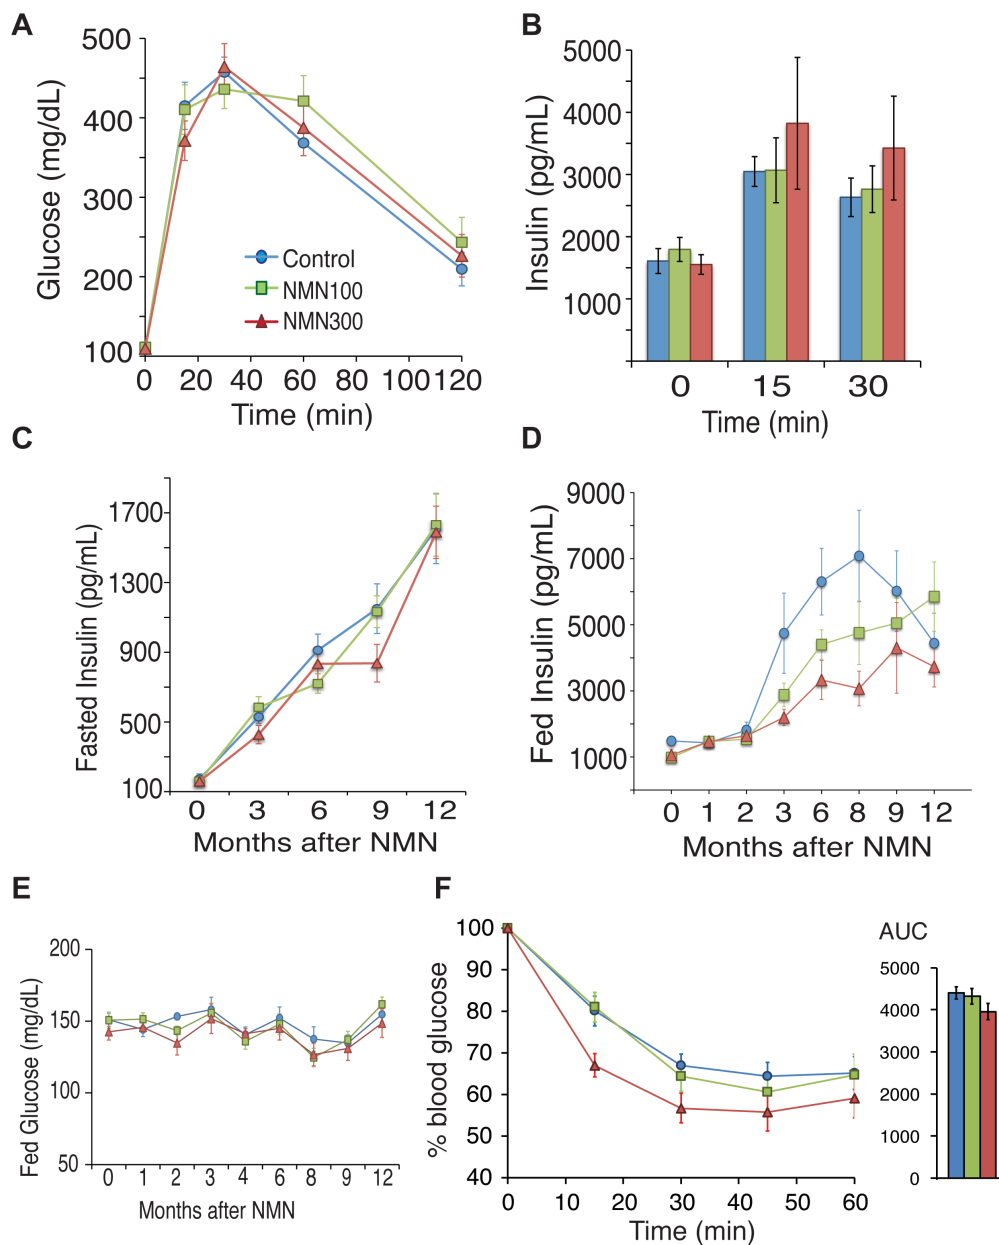 A
Glucose (mg/dL)
500
400
300
200
100
0 20 40 60 80 100 120
Time (min)
Control
NMN100
NMN300
B
Insulin (pg/mL)
5000
4000
3000
2000
1000
0 15 30
Time (min)
C
Fasted Insulin (pg/mL)
1700
1300
900
500
100
0 3 6 9 12
Months after NMN
D
Fed Insulin (pg/mL)
9000
7000
5000
3000
1000
0 1 2 3 6 8 9 12
Months after NMN
E
Fed Glucose (mg/dL)
200
150
100
50
0 1 2 3 4 6 8 9 12
Months after NMN
F
% blood glucose
100
90
80
70
60
50
40
0 10 20 30 40 50 60
Time (min)
AUC
5000
4000
3000
2000
1000
0